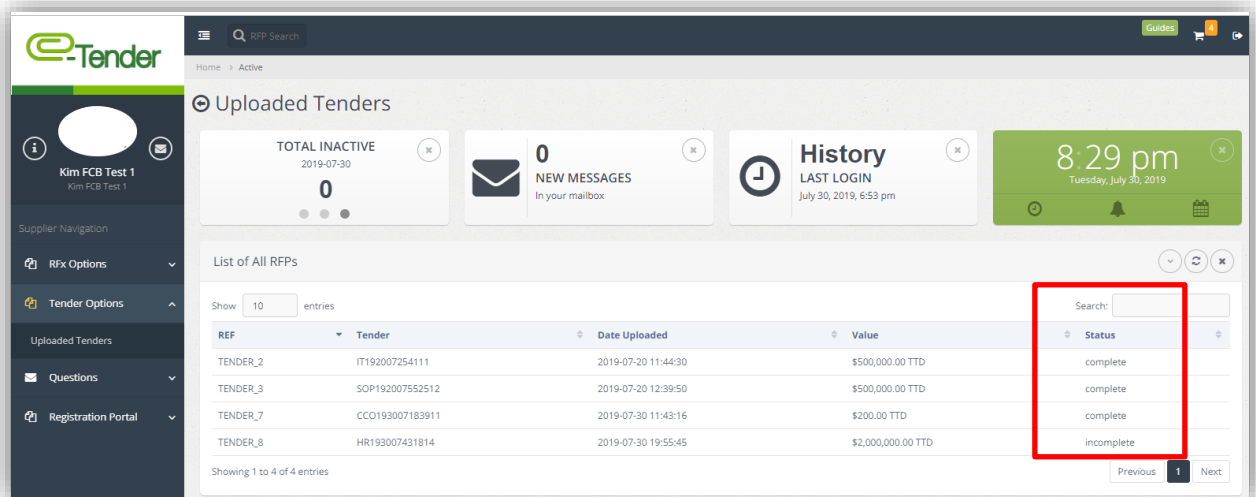 e-Tender
RFP Search
Guides
4
Home > Active
Uploaded Tenders
i
Kim FCB Test 1
Kim FCB Test 1
TOTAL INACTIVE
2019-07-30
0
0
NEW MESSAGES
In your mailbox
History
LAST LOGIN
July 30, 2019, 6:53 pm
8:29 pm
Tuesday, July 30, 2019
Supplier Navigation
RFx Options
Tender Options
Uploaded Tenders
Questions
Registration Portal
List of All RFPs
Show 10 entries
Search:
REF Tender Date Uploaded Value Status
TENDER_2 IT192007254111 2019-07-20 11:44:30 $500,000.00 TTD complete
TENDER_3 SOP192007552512 2019-07-20 12:39:50 $500,000.00 TTD complete
TENDER_7 CCO193007183911 2019-07-30 11:43:16 $200.00 TTD complete
TENDER_8 HR193007431814 2019-07-30 19:55:45 $2,000,000.00 TTD incomplete
Showing 1 to 4 of 4 entries
Previous 1 Next